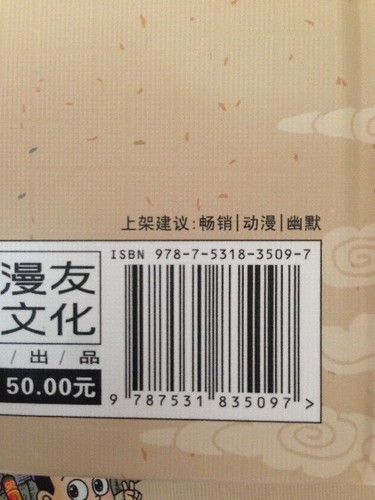 上架建议:畅销|动漫|幽默
ISBN 978-7-5318-3509-7
漫友
文化
/ 出 / 品
50.00元
9 787531 835097 >